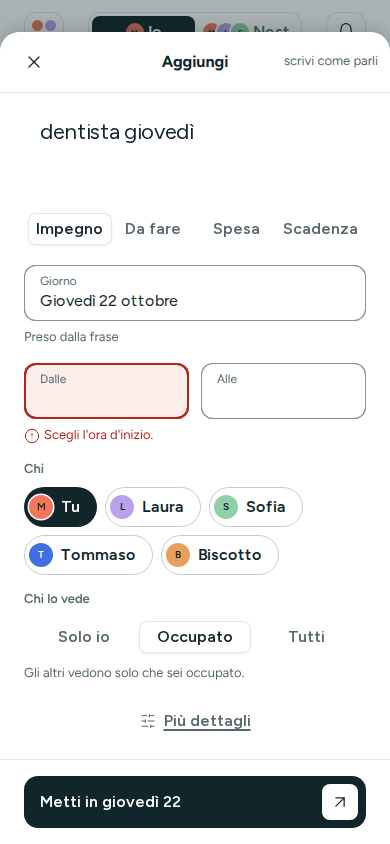 Aggiungi
scrivi come parli
dentista giovedì
Impegno
Da fare
Spesa
Scadenza
Giorno
Giovedì 22 ottobre
Preso dalla frase
Dalle
Alle
Scegli l'ora d'inizio.
Chi
M Tu
L Laura
S Sofia
T Tommaso
B Biscotto
Chi lo vede
Solo io
Occupato
Tutti
Gli altri vedono solo che sei occupato.
Più dettagli
Metti in giovedì 22